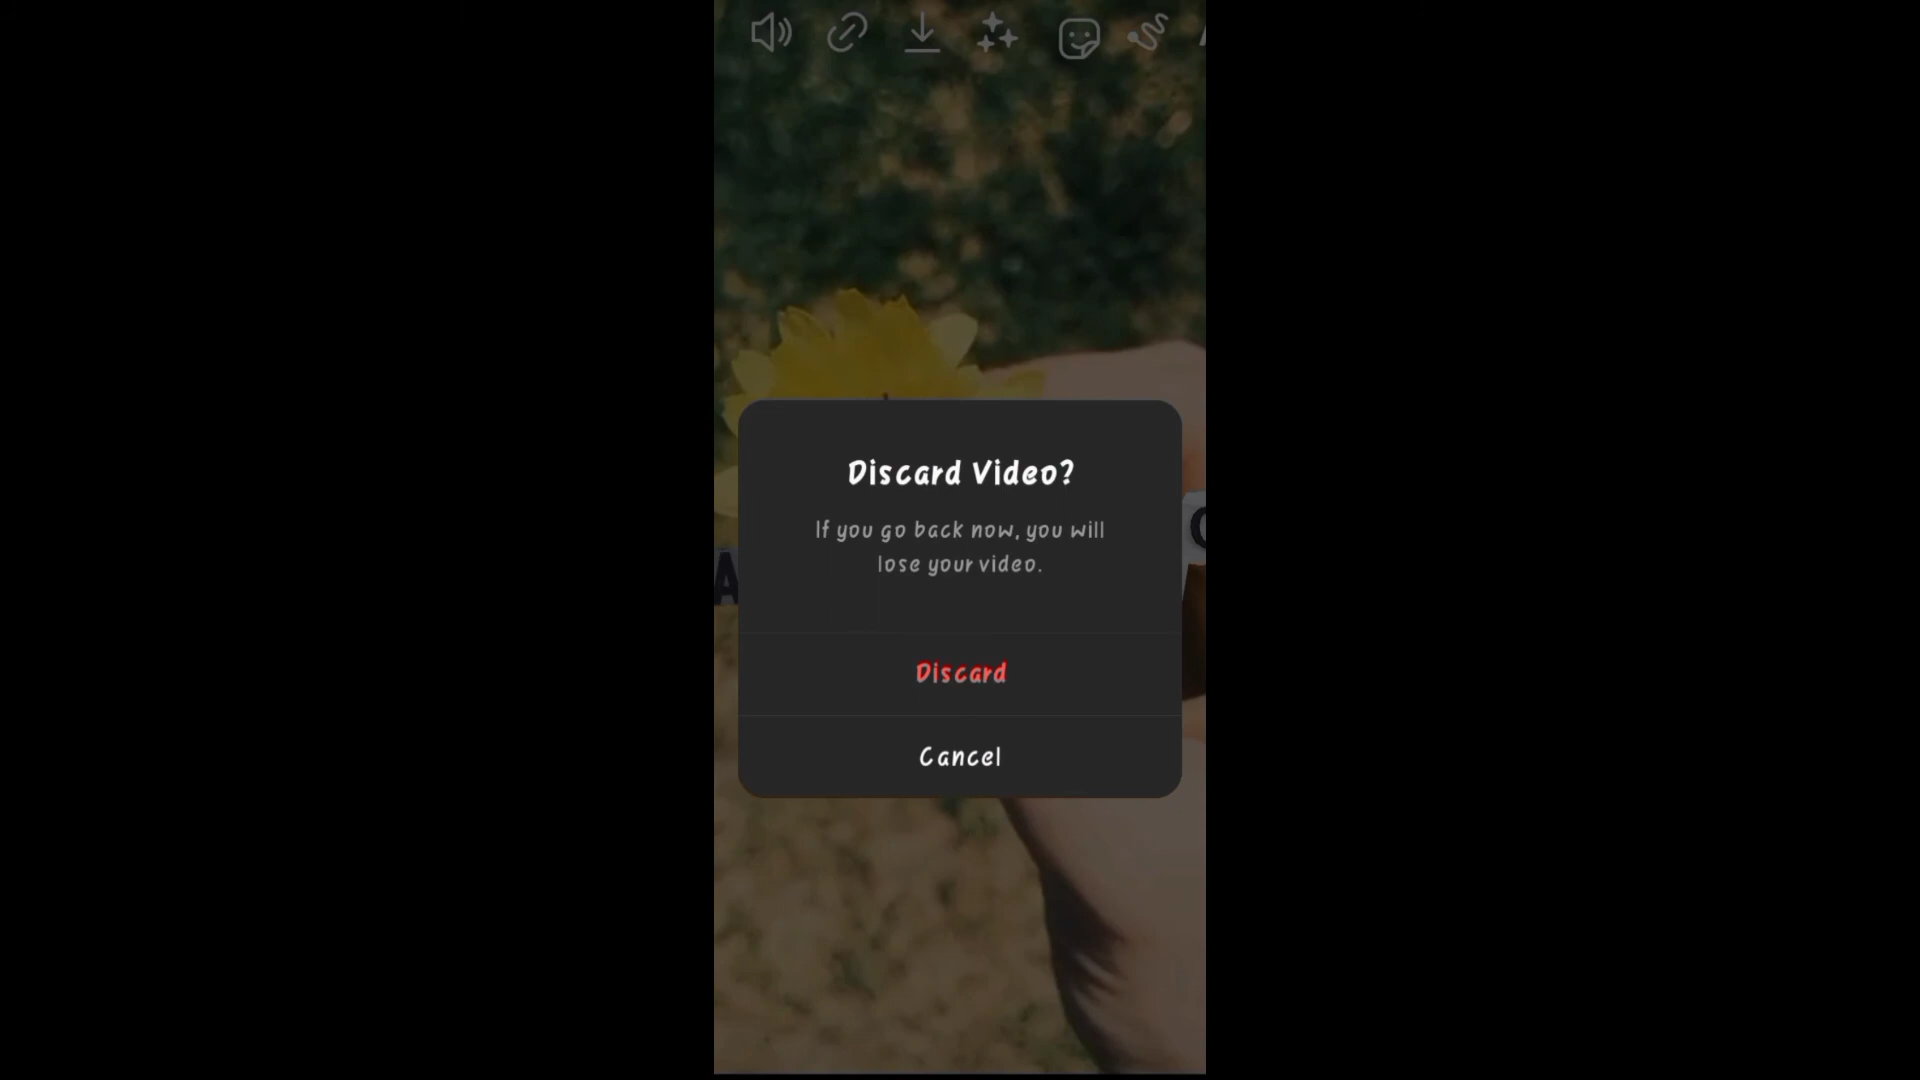 Discard Video?
If you go back now, you will
lose your video.
Discard
Cancel